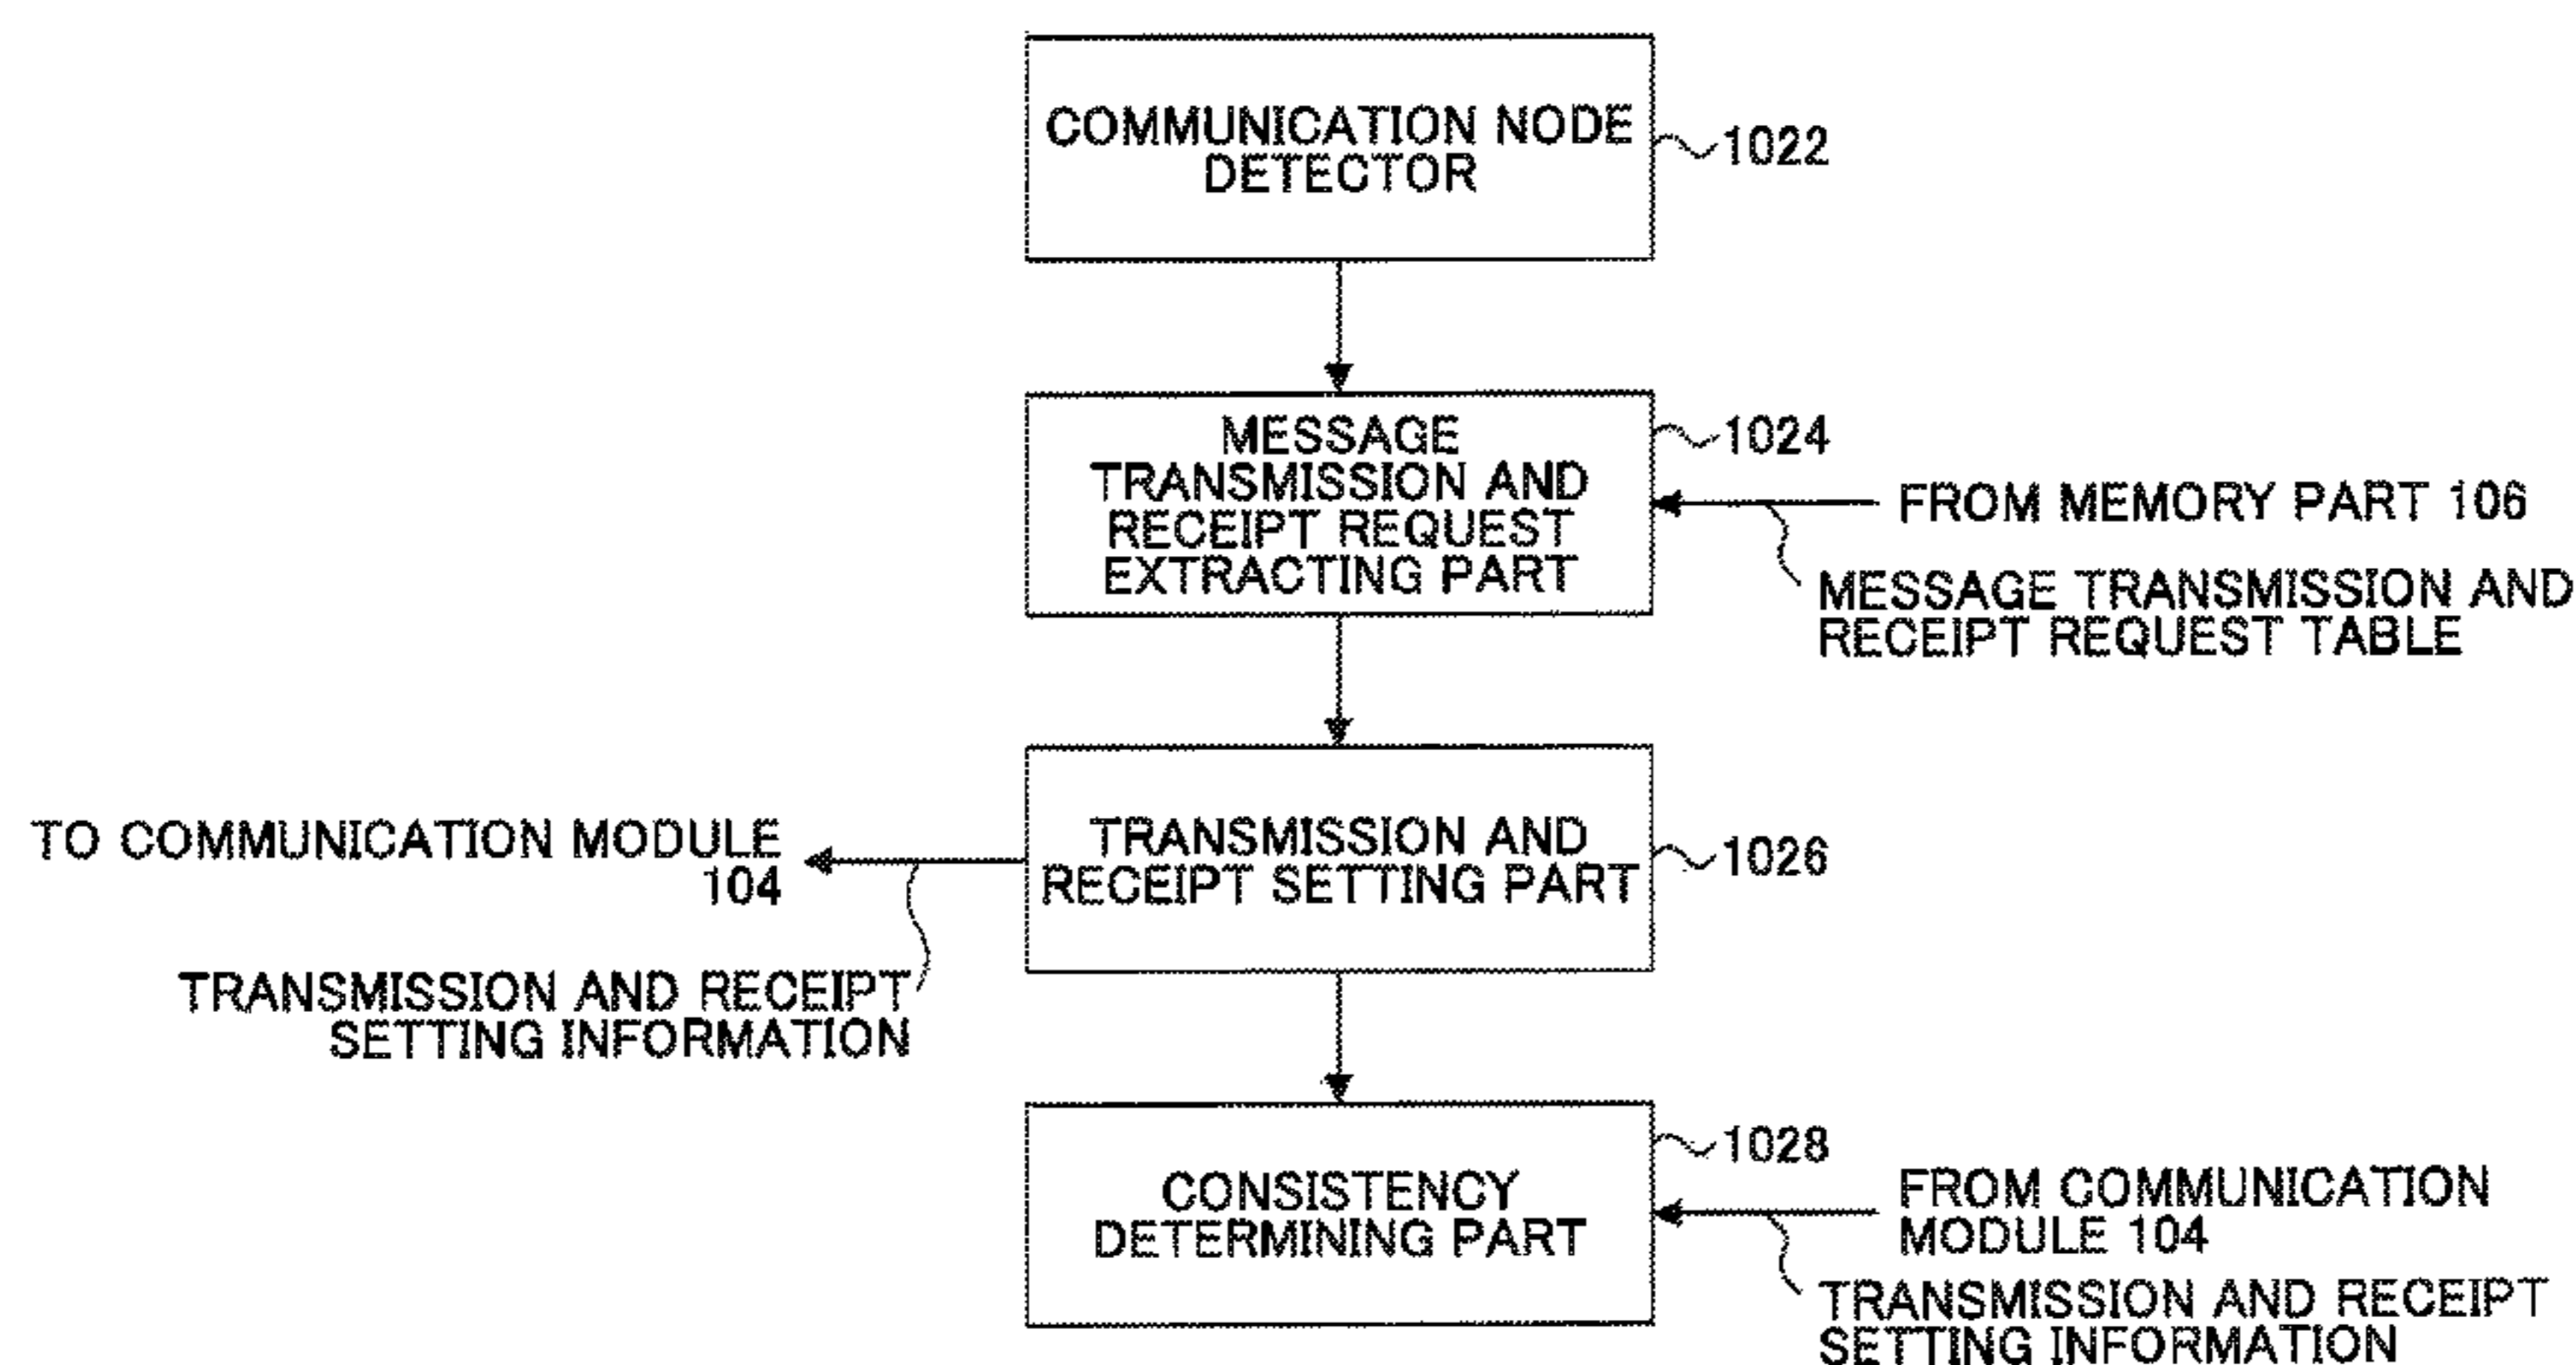 COMMUNICATION NODE
DETECTOR
1022
MESSAGE
TRANSMISSION AND
RECEIPT REQUEST
EXTRACTING PART
1024
FROM MEMORY PART 106
MESSAGE TRANSMISSION AND
RECEIPT REQUEST TABLE
TRANSMISSION AND
RECEIPT SETTING PART
1026
TO COMMUNICATION MODULE
104
TRANSMISSION AND RECEIPT
SETTING INFORMATION
CONSISTENCY
DETERMINING PART
1028
FROM COMMUNICATION
MODULE 104
TRANSMISSION AND RECEIPT
SETTING INFORMATION